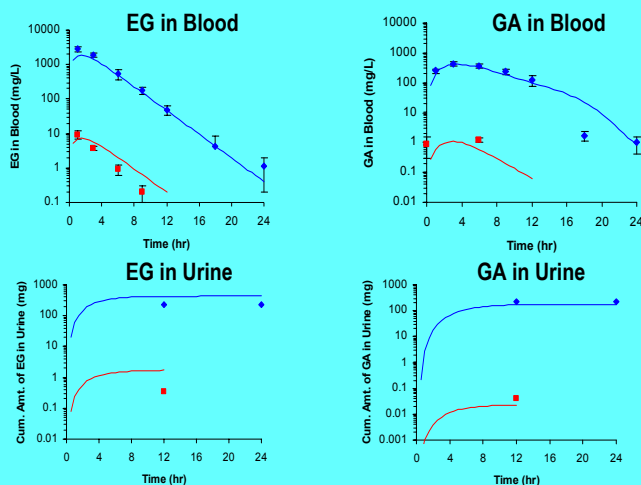 EG in Blood
EG in Blood (mg/L)
10000
1000
100
10
1
0.1
0 4 8 12 16 20 24
Time (hr)
GA in Blood
GA in Blood (mg/L)
10000
1000
100
10
1
0.1
0.01
0 4 8 12 16 20 24
Time (hr)
EG in Urine
Cum. Amt. of EG in Urine (mg)
1000
100
10
1
0.1
0.01
0 4 8 12 16 20 24
Time (hr)
GA in Urine
Cum. Amt. of GA in Urine (mg)
1000
100
10
1
0.1
0.01
0.001
0 4 8 12 16 20 24
Time (hr)